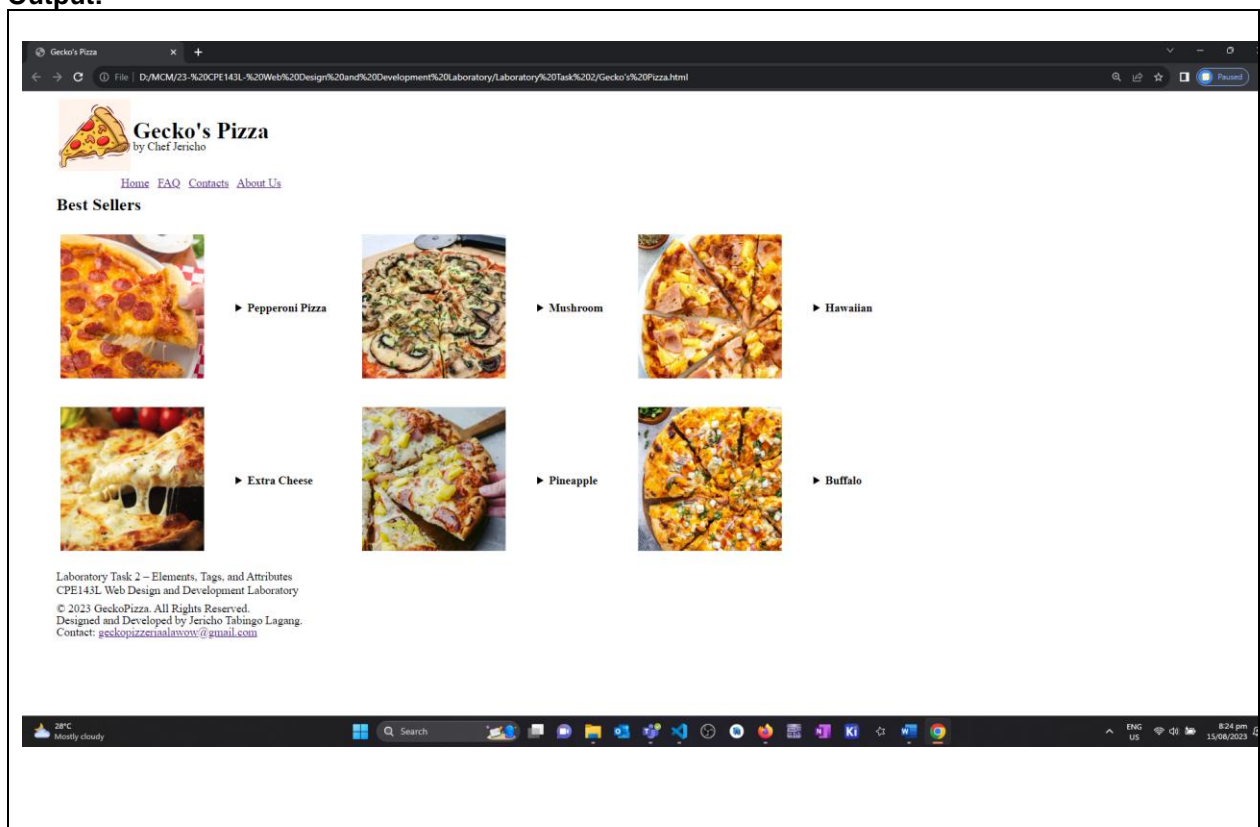 Output:
Gecko's Pizza
File D:/MCM/23-%20CPE143L-%20Web%20Design%20and%20Development%20Laboratory/Laboratory%20Task%202/Gecko's%20Pizza.html
Paused
Gecko's Pizza
by Chef Jericho
Home FAQ Contacts About Us
Best Sellers
Pepperoni Pizza
Mushroom
Hawaiian
Extra Cheese
Pineapple
Buffalo
Laboratory Task 2 – Elements, Tags, and Attributes
CPE143L Web Design and Development Laboratory
© 2023 GeckoPizza. All Rights Reserved.
Designed and Developed by Jericho Tabingo Lagang.
Contact: geckopizzeriaalawow@gmail.com
28°C
Mostly cloudy
Search
Ki
ENG
US
8:24 pm
15/08/2023